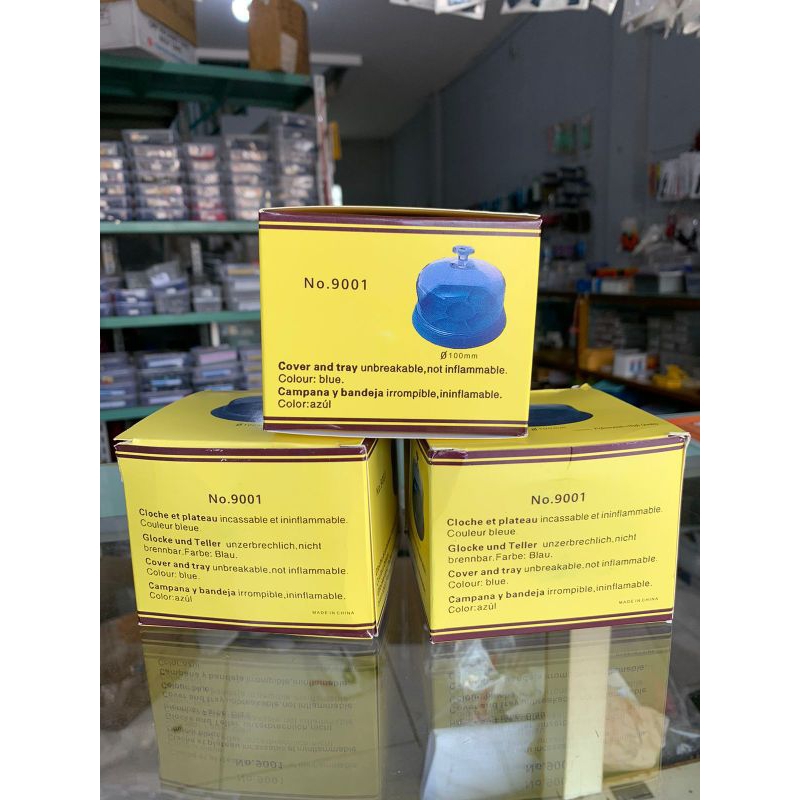 No.9001
Ø100mm
Cover and tray unbreakable,not inflammable.
Colour: blue.
Campana y bandeja irrompible,ininflamable.
Color:azúl
No.9001
Cloche et plateau incassable et ininflammable.
Couleur bleue
Glocke und Teller unzerbrechlich,nicht
brennbar.Farbe: Blau.
Cover and tray unbreakable,not inflammable.
Colour: blue.
Campana y bandeja irrompible,ininflamable.
Color:azúl
MADE IN CHINA
No.9001
Cloche et plateau incassable et ininflammable.
Couleur bleue
Glocke und Teller unzerbrechlich,nicht
brennbar.Farbe: Blau.
Cover and tray unbreakable,not inflammable.
Colour: blue.
Campana y bandeja irrompible,ininflamable.
Color:azúl
MADE IN CHINA